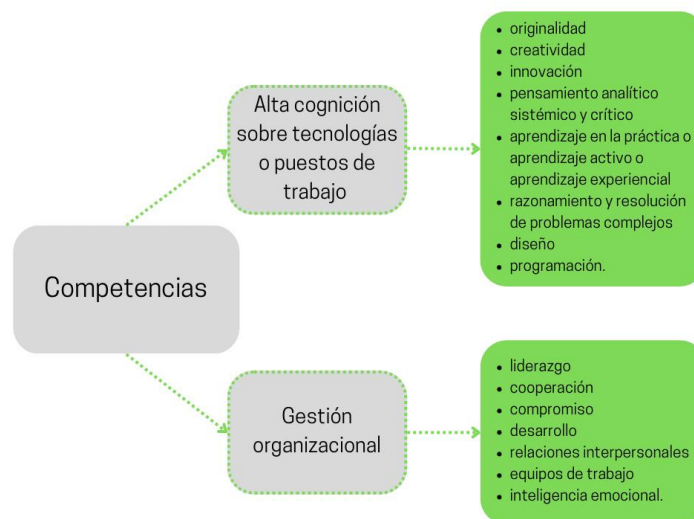 Competencias
Alta cognición
sobre tecnologías
o puestos de
trabajo
• originalidad
• creatividad
• innovación
• pensamiento analítico
sistémico y crítico
• aprendizaje en la práctica o
aprendizaje activo o
aprendizaje experiencial
• razonamiento y resolución
de problemas complejos
• diseño
• programación.
Gestión
organizacional
• liderazgo
• cooperación
• compromiso
• desarrollo
• relaciones interpersonales
• equipos de trabajo
• inteligencia emocional.